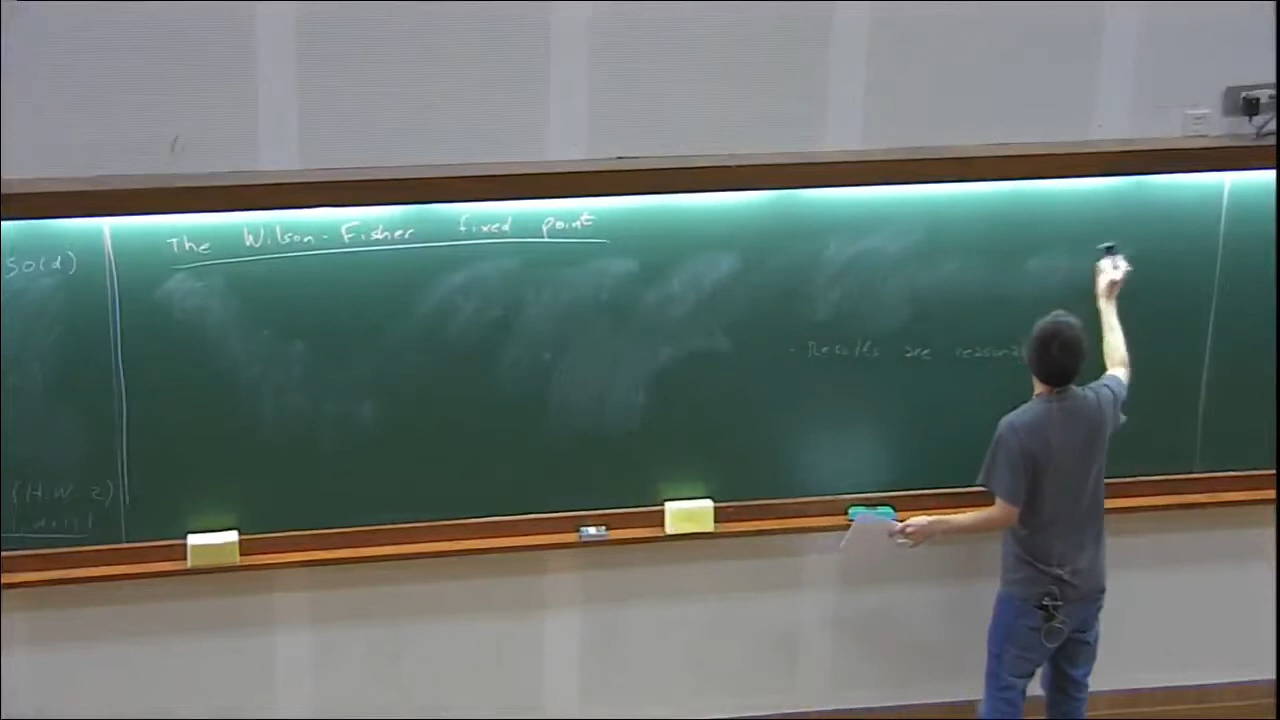 SO(d)
(H.W 2)
The Wilson-Fisher fixed point
- Results are